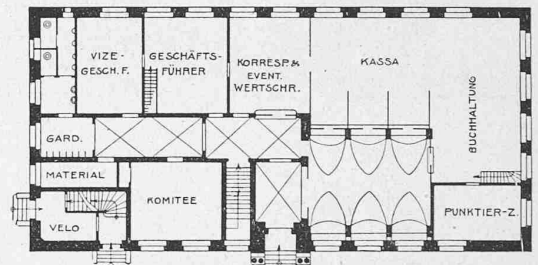 VIZE-
GESCH. F.
GESCHÄFTS-
FÜHRER
KORRESP. &
EVENT.
WERTSCHR.
KASSA
BUCHHALTUNG
GARD.
MATERIAL
KOMITEE
VELO
PUNKTIER-Z.